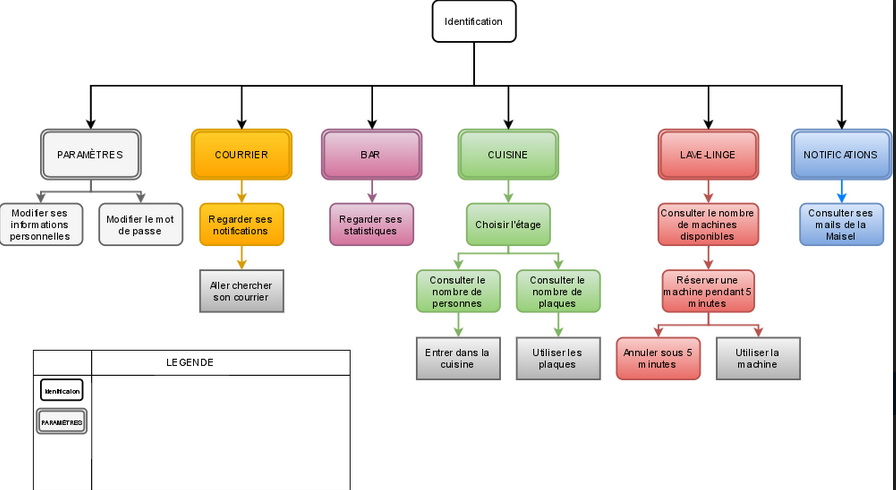 Identification
PARAMÈTRES
COURRIER
BAR
CUISINE
LAVE-LINGE
NOTIFICATIONS
Modifier ses
informations
personnelles
Modifier le mot
de passe
Regarder ses
notifications
Regarder ses
statistiques
Choisir l'étage
Consulter le nombre
de machines
disponibles
Consulter ses
mails de la
Maisel
Aller chercher
son courrier
Consulter le
nombre de
personnes
Consulter le
nombre de
plaques
Réserver une
machine pendant 5
minutes
Entrer dans la
cuisine
Utiliser les
plaques
Annuler sous 5
minutes
Utiliser la
machine
LEGENDE
Identification
PARAMÈTRES